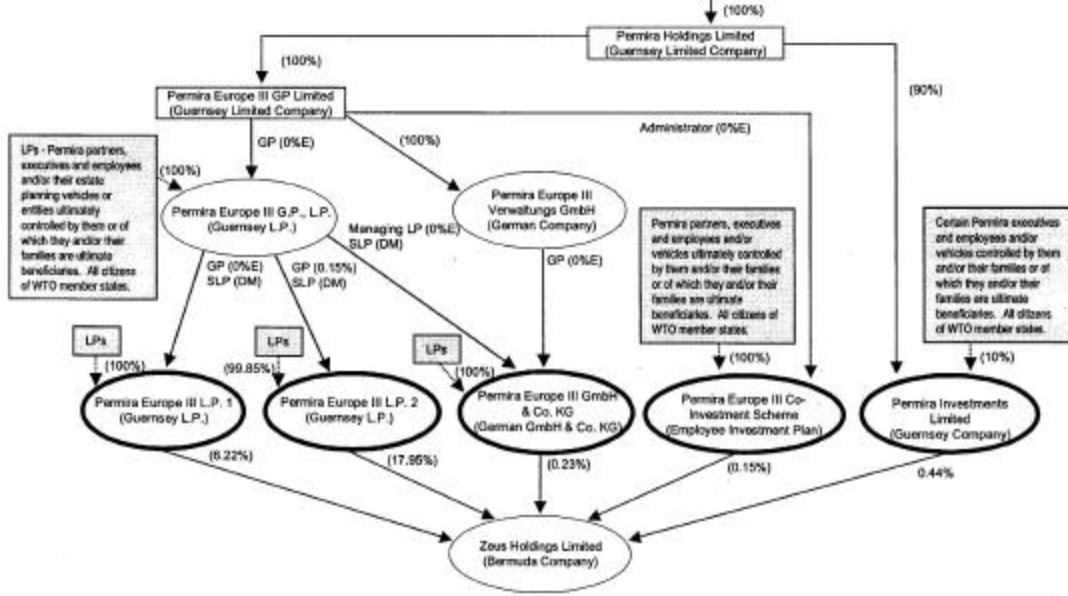 (100%)
Permira Holdings Limited
(Guernsey Limited Company)
(100%)
(90%)
Permira Europe III GP Limited
(Guernsey Limited Company)
Administrator (0%E)
GP (0%E)
(100%)
LPs - Permira partners,
executives and employees
and/or their estate
planning vehicles or
entities ultimately
controlled by them or of
which they and/or their
families are ultimate
beneficiaries. All citizens
of WTO member states.
(100%)
Permira Europe III G.P., L.P.
(Guernsey L.P.)
Permira Europe III
Verwaltungs GmbH
(German Company)
Managing LP (0%E)
SLP (DM)
Permira partners, executives
and employees and/or
vehicles ultimately controlled
by them and/or their families
or of which they and/or their
families are ultimate
beneficiaries. All citizens of
WTO member states.
Certain Permira executives
and employees and/or
vehicles controlled by them
and/or their families or of
which they and/or their
families are ultimate
beneficiaries. All citizens
of WTO member states.
GP (0%E)
SLP (DM)
GP (0.15%)
SLP (DM)
GP (0%E)
LPs
LPs
LPs
(100%)
(99.85%)
(100%)
(100%)
(10%)
Permira Europe III L.P. 1
(Guernsey L.P.)
Permira Europe III L.P. 2
(Guernsey L.P.)
Permira Europe III GmbH
& Co. KG
(German GmbH & Co. KG)
Permira Europe III Co-
Investment Scheme
(Employee Investment Plan)
Permira Investments
Limited
(Guernsey Company)
(6.22%)
(17.95%)
(0.23%)
(0.15%)
0.44%
Zeus Holdings Limited
(Bermuda Company)